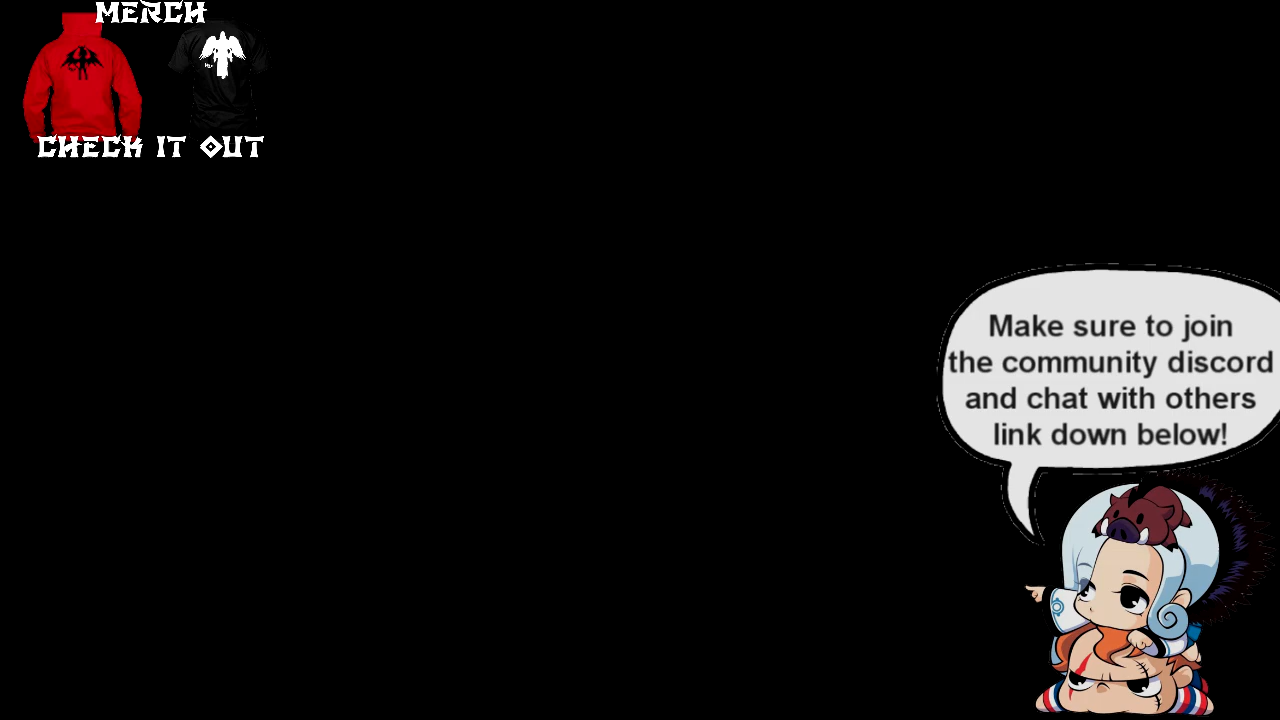 MERCH
CHECK IT OUT
Make sure to join
the community discord
and chat with others
link down below!